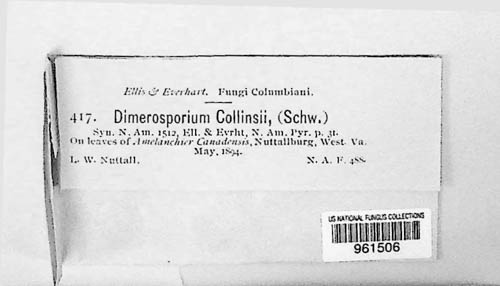 Ellis & Everhart. Fungi Columbiani.
417. Dimerosporium Collinsii, (Schw.)
Syn. N. Am. 1512, Ell. & Evrht, N. Am. Pyr. p. 31.
On leaves of Amelanchier Canadensis, Nuttallburg, West. Va.
May, 1894.
L. W. Nuttall. N. A. F. 488.
US NATIONAL FUNGUS COLLECTIONS
961506